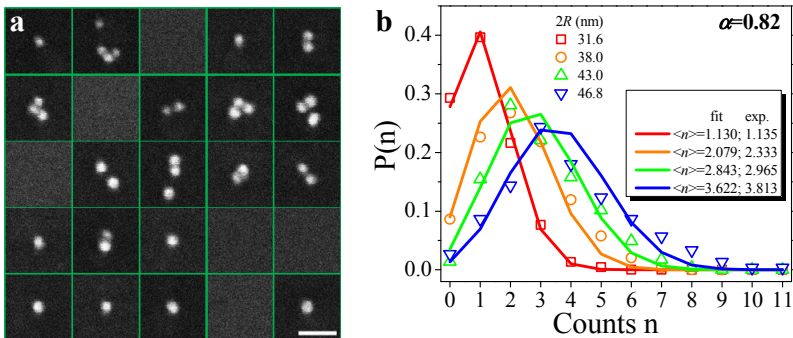 a
b
α=0.82
2R (nm)
31.6
38.0
43.0
46.8
fit exp.
<n>=1.130; 1.135
<n>=2.079; 2.333
<n>=2.843; 2.965
<n>=3.622; 3.813
P(n)
0.4
0.3
0.2
0.1
0.0
0 1 2 3 4 5 6 7 8 9 10 11
Counts n